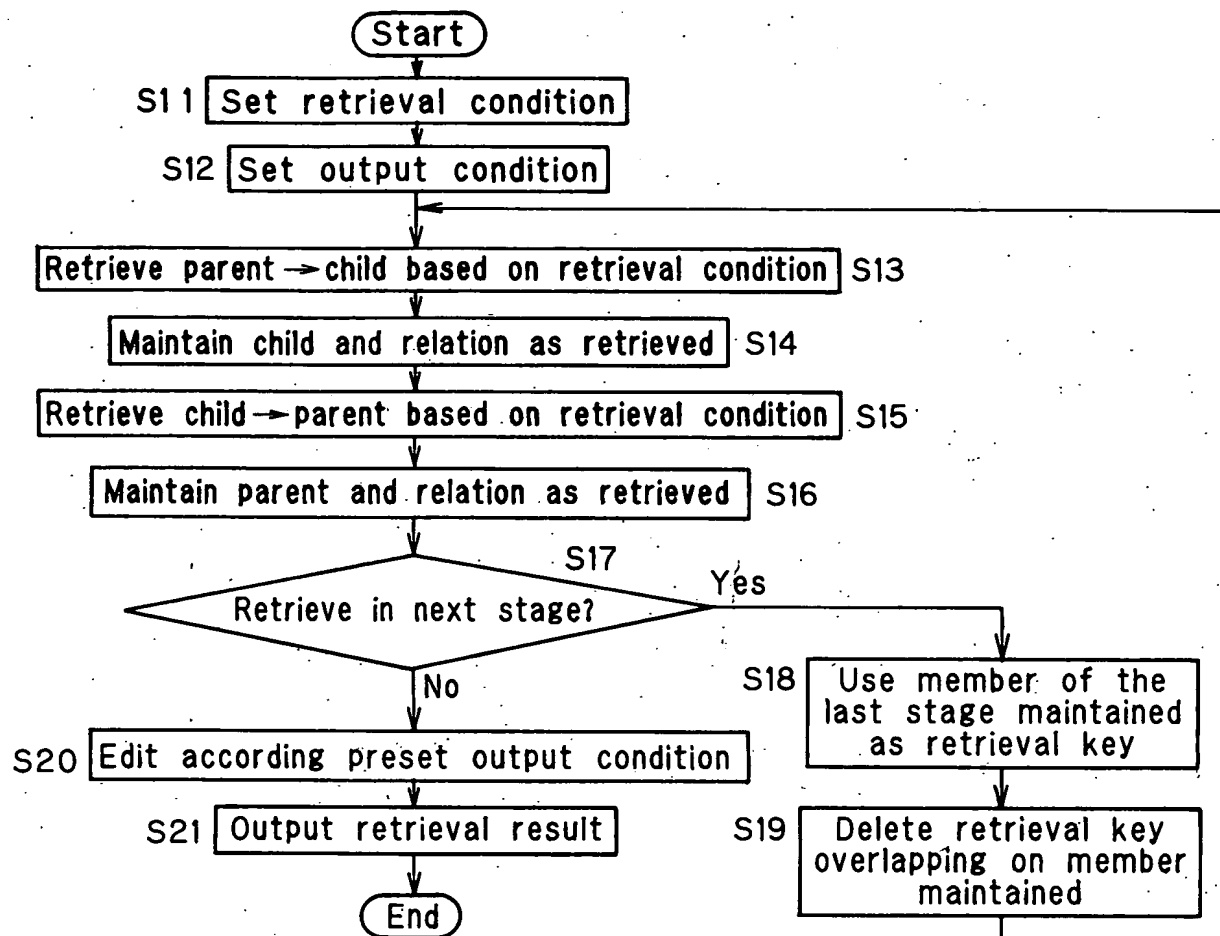 Start
S11 Set retrieval condition
S12 Set output condition
Retrieve parent→child based on retrieval condition S13
Maintain child and relation as retrieved S14
Retrieve child→parent based on retrieval condition S15
Maintain parent and relation as retrieved S16
S17
Retrieve in next stage?
Yes
No
S18
Use member of the
last stage maintained
as retrieval key
S19
Delete retrieval key
overlapping on member
maintained
S20 Edit according preset output condition
S21 Output retrieval result
End